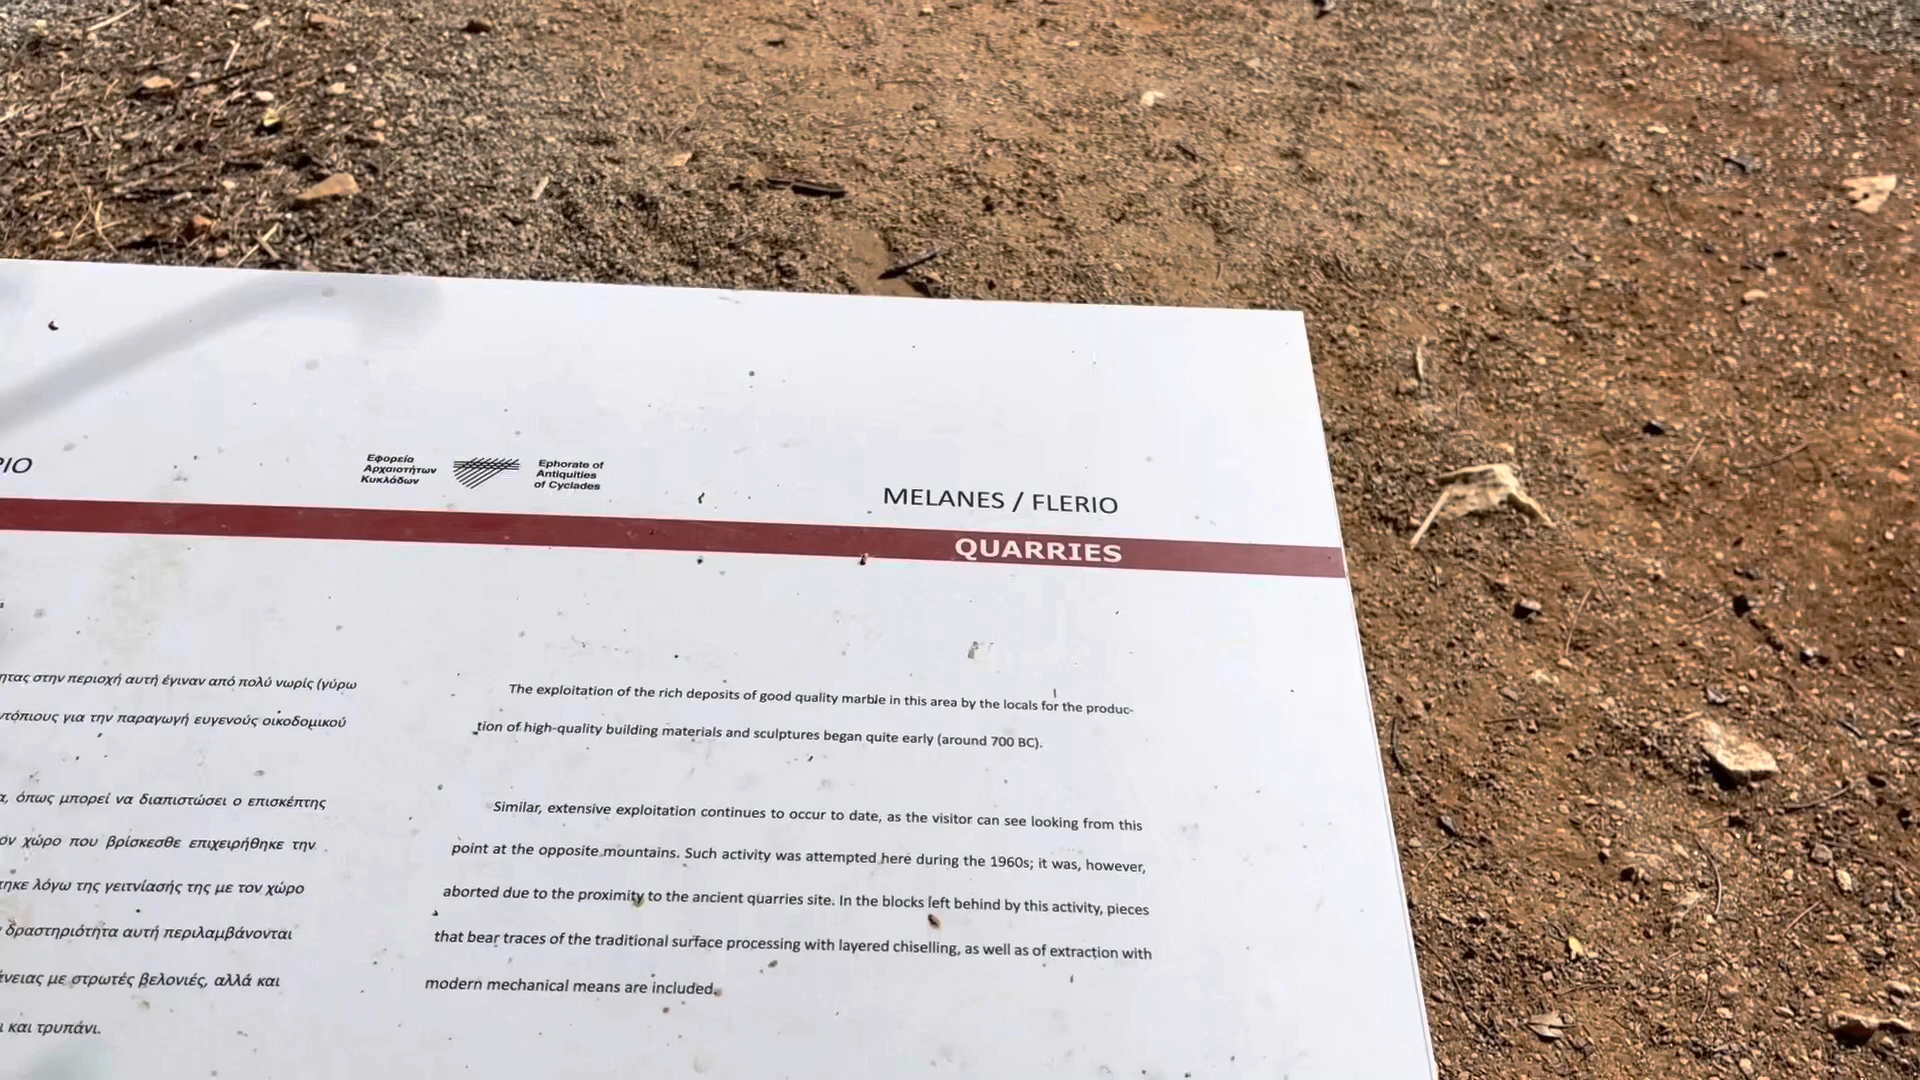 Εφορεία
Αρχαιοτήτων
Κυκλάδων
Ephorate of
Antiquities
of Cyclades
MELANES / FLERIO
QUARRIES
στην περιοχή αυτή έγιναν από πολύ νωρίς (γύρω
για την παραγωγή ευγενούς οικοδομικού
όπως μπορεί να διαπιστώσει ο επισκέπτης
χώρο που βρίσκεσθε επιχειρήθηκε την
λόγω της γειτνίασής της με τον χώρο
δραστηριότητα αυτή περιλαμβάνονται
με στρωτές βελονιές, αλλά και
και τρυπάνι.
The exploitation of the rich deposits of good quality marble in this area by the locals for the produc-
tion of high-quality building materials and sculptures began quite early (around 700 BC).
Similar, extensive exploitation continues to occur to date, as the visitor can see looking from this
point at the opposite mountains. Such activity was attempted here during the 1960s; it was, however,
aborted due to the proximity to the ancient quarries site. In the blocks left behind by this activity, pieces
that bear traces of the traditional surface processing with layered chiselling, as well as of extraction with
modern mechanical means are included.